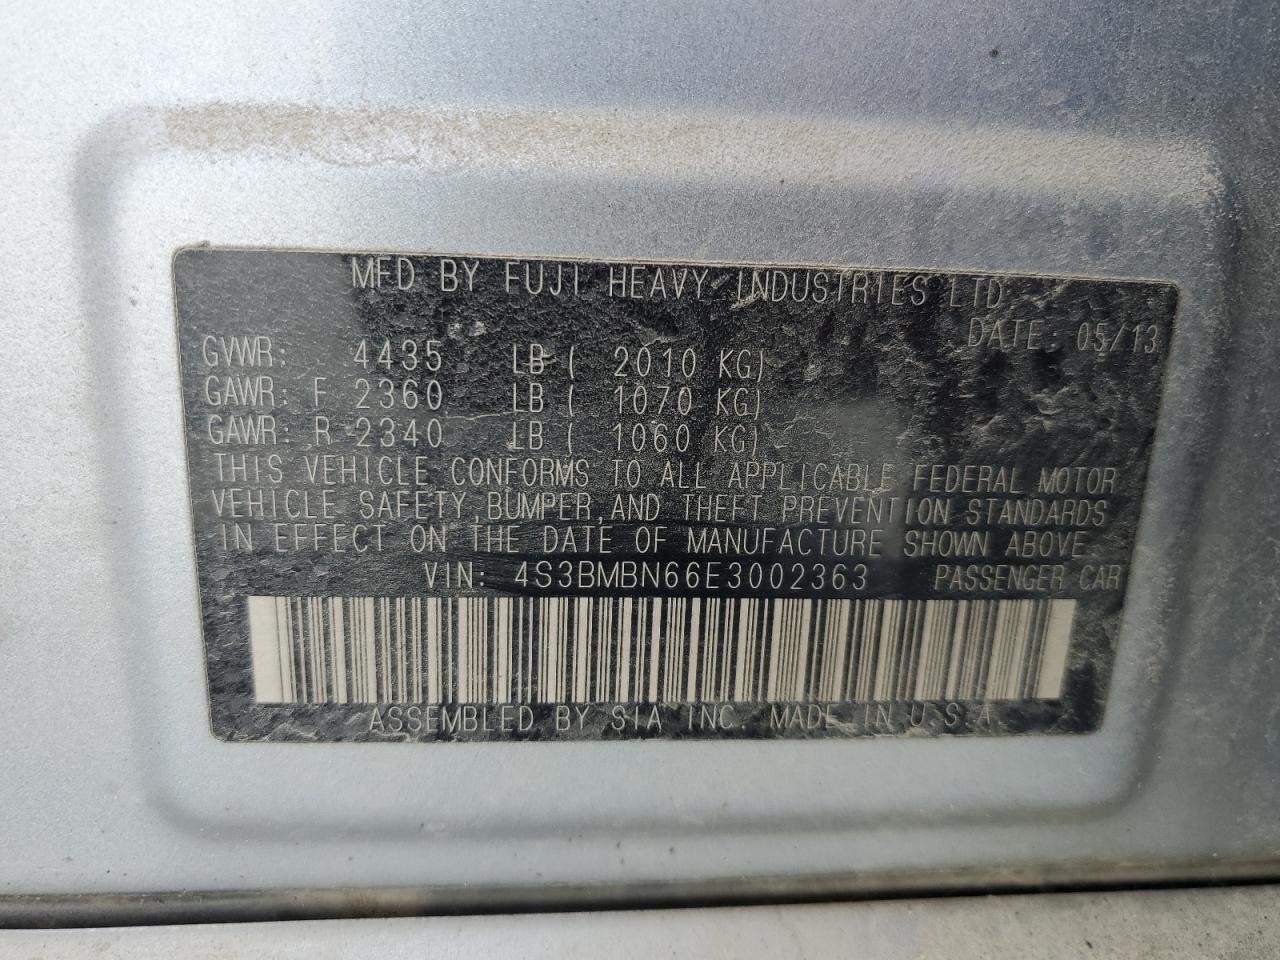 MFD BY FUJI HEAVY INDUSTRIES LTD
DATE: 05/13
GVWR: 4435 LB ( 2010 KG)
GAWR: F 2360 LB ( 1070 KG)
GAWR: R 2340 LB ( 1060 KG)
THIS VEHICLE CONFORMS TO ALL APPLICABLE FEDERAL MOTOR
VEHICLE SAFETY, BUMPER, AND THEFT PREVENTION STANDARDS
IN EFFECT ON THE DATE OF MANUFACTURE SHOWN ABOVE.
VIN: 4S3BMBN66E3002363 PASSENGER CAR
ASSEMBLED BY SIA INC. MADE IN U.S.A.